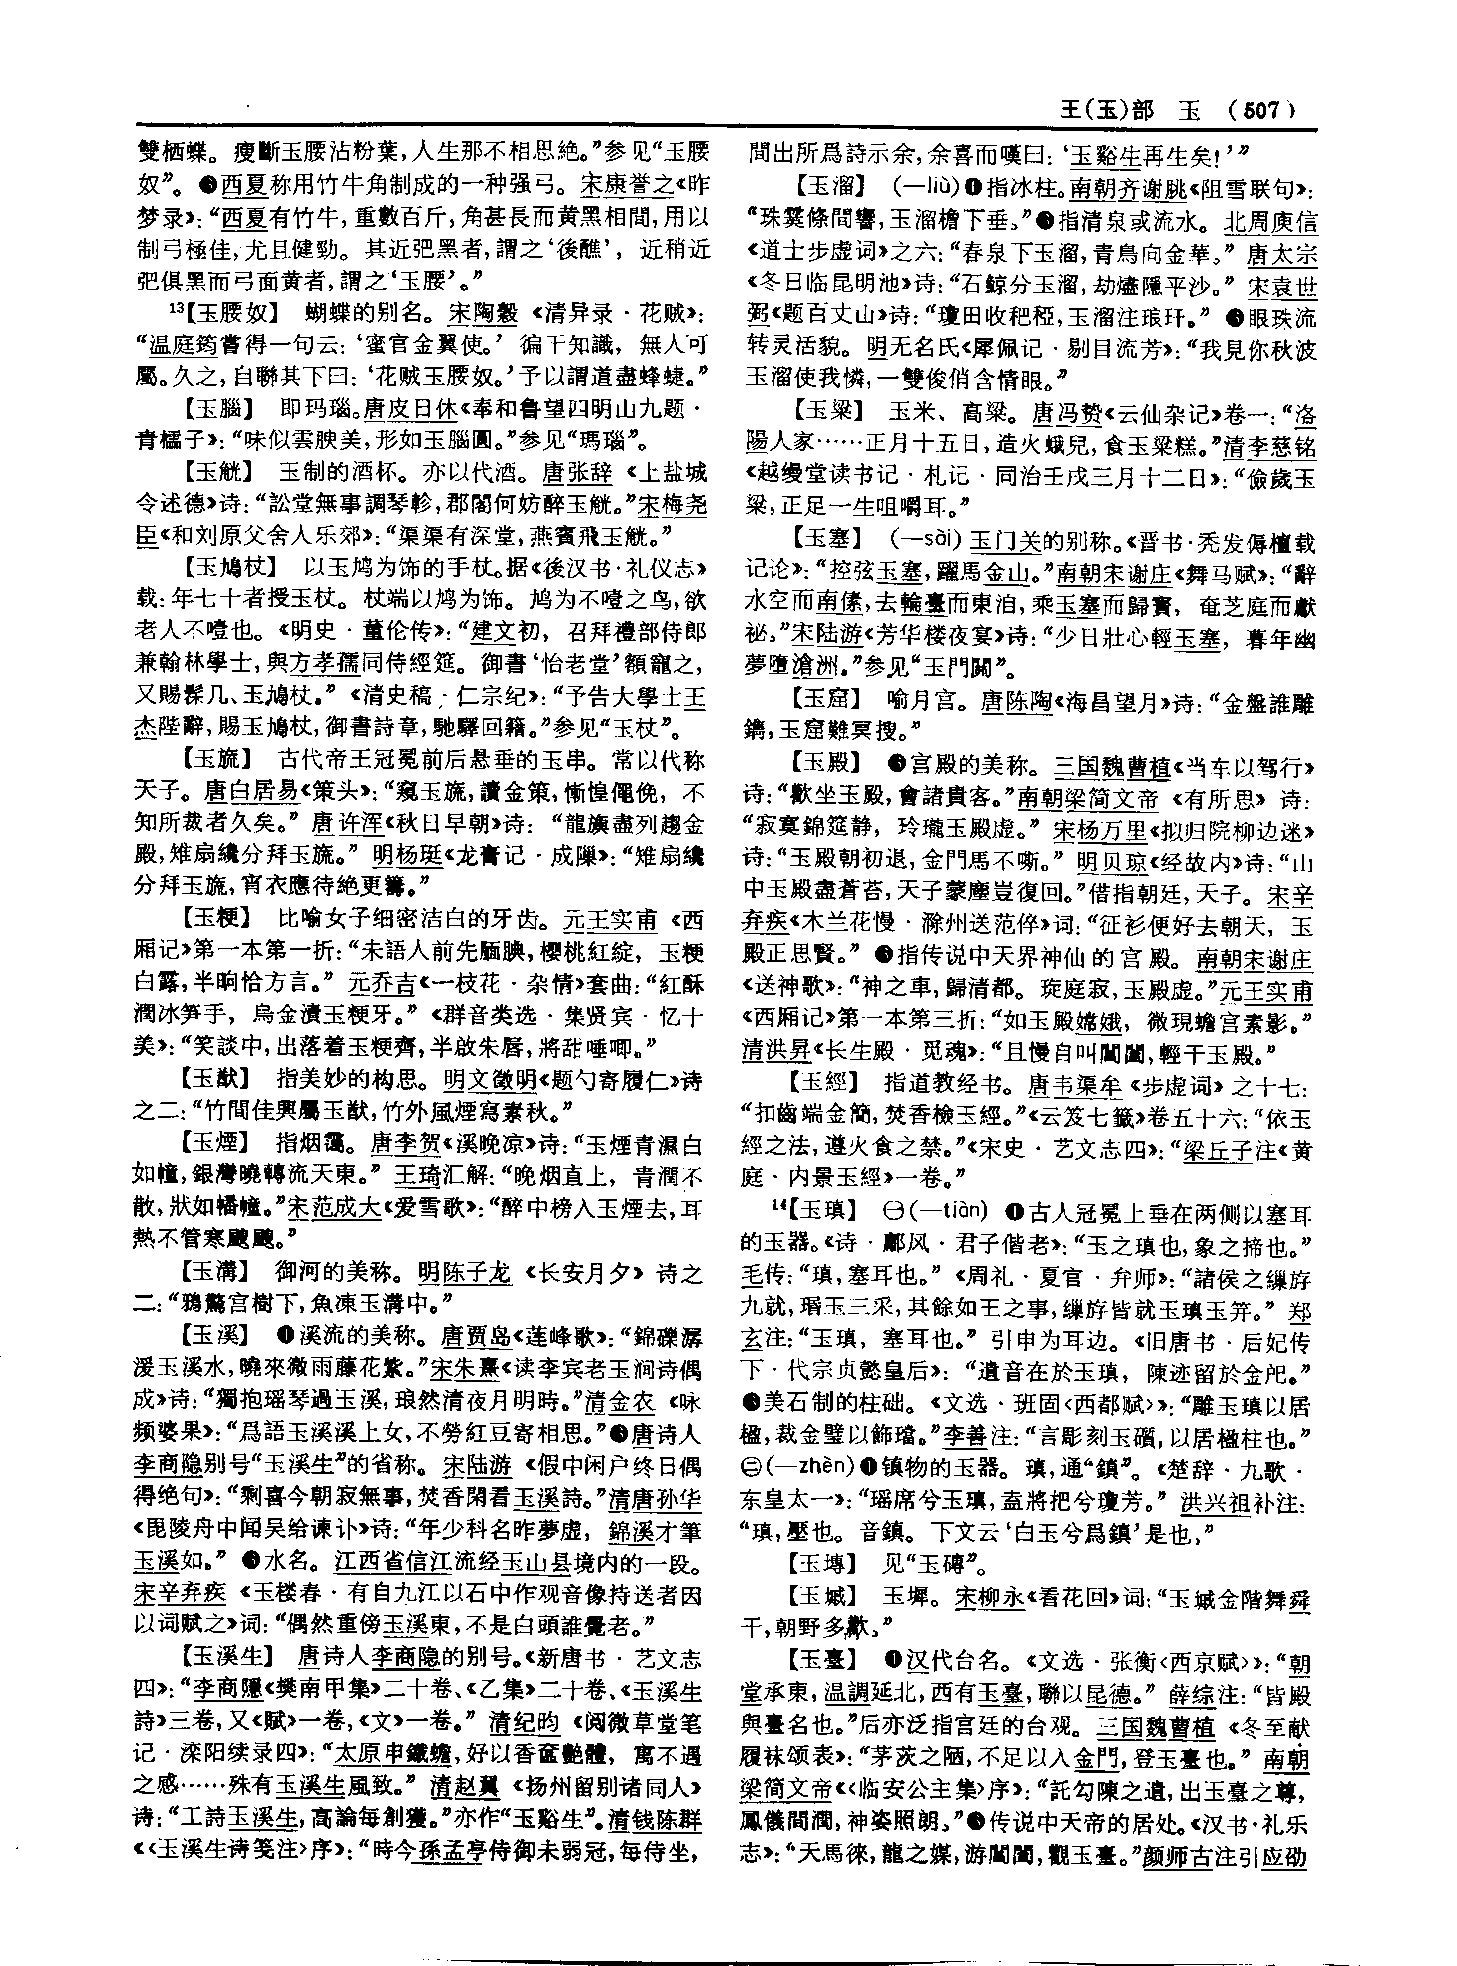 王(玉)部 玉 (507)
雙栖蝶。瘦斷玉腰沾粉葉,人生那不相思絶。”参见“玉腰
奴”。❷西夏称用竹牛角制成的一种强弓。宋康誉之《昨
梦录》:“西夏有竹牛,重數百斤,角甚長而黄黑相間,用以
制弓極佳,尤且健勁。其近弝黑者,謂之‘後醮’,近稍近
弝俱黑而弓面黄者,謂之‘玉腰’。”
13【玉腰奴】 蝴蝶的别名。宋陶穀《清异录·花贼》:
“温庭筠嘗得一句云:‘蜜官金翼使。’徧干知識,無人可
屬。久之,自聯其下曰:‘花贼玉腰奴。’予以謂道盡蜂蜨。”
【玉腦】 即玛瑙。唐皮日休《奉和鲁望四明山九题·
青櫺子》:“味似雲腴美,形如玉腦圓。”参见“瑪瑙”。
【玉觥】 玉制的酒杯。亦以代酒。唐张辞《上盐城
令述德》诗:“訟堂無事調琴軫,郡閣何妨醉玉觥。”宋梅尧
臣《和刘原父舍人乐郊》:“渠渠有深堂,燕賓飛玉觥。”
【玉鳩杖】 以玉鸠为饰的手杖。据《後汉书·礼仪志》
载:年七十者授玉杖。杖端以鸠为饰。鸠为不噎之鸟,欲
老人不噎也。《明史·董伦传》:“建文初,召拜禮部侍郎
兼翰林學士,與方孝孺同侍經筵。御書‘怡老堂’額寵之,
又賜髹几、玉鳩杖。”《清史稿·仁宗纪》:“予告大學士王
杰陛辭,賜玉鳩杖,御書詩章,馳驛回籍。”参见“玉杖”。
【玉旒】 古代帝王冠冕前后悬垂的玉串。常以代称
天子。唐白居易《策头》:“窺玉旒,讀金策,慚惶僶俛,不
知所裁者久矣。”唐许浑《秋日早朝》诗:“龍旗盡列趨金
殿,雉扇纔分拜玉旒。”明杨珽《龙膏记·成隙》:“雉扇纔
分拜玉旒,宵衣應待絶更籌。”
【玉粳】 比喻女子细密洁白的牙齿。元王实甫《西
厢记》第一本第一折:“未語人前先腼腆,櫻桃紅綻,玉粳
白露,半晌恰方言。”元乔吉《一枝花·杂情》套曲:“紅酥
潤冰笋手,烏金漬玉粳牙。”《群音类选·集贤宾·忆十
美》:“笑談中,出落着玉粳齊,半啟朱唇,將甜唾唧。”
【玉猷】 指美妙的构思。明文徵明《题勺寄履仁》诗
之二:“竹間佳興屬玉猷,竹外風煙寫素秋。”
【玉煙】 指烟霭。唐李贺《溪晚凉》诗:“玉煙青濕白
如幢,銀灣曉轉流天東。”王琦汇解:“晚烟直上,青潤不
散,狀如幡幢。”宋范成大《爱雪歌》:“醉中榜入玉煙去,耳
熱不管寒颼颼。”
【玉溝】 御河的美称。明陈子龙《长安月夕》诗之
二:“鴉驚宫樹下,魚凍玉溝中。”
【玉溪】 ❶溪流的美称。唐贾岛《莲峰歌》:“錦礫潺
湲玉溪水,曉來微雨藤花紫。”宋朱熹《读李宾老玉涧诗偶
成》诗:“獨抱瑶琴過玉溪,琅然清夜月明時。”清金农《咏
频婆果》:“爲語玉溪溪上女,不勞紅豆寄相思。”❷唐诗人
李商隐别号“玉溪生”的省称。宋陆游《假中闲户终日偶
得绝句》:“剩喜今朝寂無事,焚香閑看玉溪詩。”清唐孙华
《毘陵舟中闻吴给谏讣》诗:“年少科名昨夢虚,錦溪才筆
玉溪如。”❸水名。江西省信江流经玉山县境内的一段。
宋辛弃疾《玉楼春·有自九江以石中作观音像持送者因
以词赋之》词:“偶然重傍玉溪東,不是白頭誰覺老。”
【玉溪生】 唐诗人李商隐的别号。《新唐书·艺文志
四》:“李商隱《樊南甲集》二十卷、《乙集》二十卷、《玉溪生
詩》三卷,又《賦》一卷,《文》一卷。”清纪昀《阅微草堂笔
记·滦阳续录四》:“太原申鐵蟾,好以香奩艷體,寓不遇
之感……殊有玉溪生風致。”清赵翼《扬州留别诸同人》
诗:“工詩玉溪生,高論每創獲。”亦作“玉谿生”。清钱陈群
《〈玉溪生诗笺注〉序》:“時今孫孟亭侍御未弱冠,每侍坐,
間出所爲詩示余,余喜而嘆曰:‘玉谿生再生矣!’”
【玉溜】 (—liù)❶指冰柱。南朝齐谢朓《阻雪联句》:
“珠霙條間響,玉溜檐下垂。”❷指清泉或流水。北周庾信
《道士步虚词》之六:“春泉下玉溜,青鳥向金華。”唐太宗
《冬日临昆明池》诗:“石鲸分玉溜,劫燼隱平沙。”宋袁世
弼《题百丈山》诗:“瓊田收䅉稏,玉溜注琅玕。”❸眼珠流
转灵活貌。明无名氏《犀佩记·剔目流芳》:“我見你秋波
玉溜使我憐,一雙俊俏含情眼。”
【玉粱】 玉米、高粱。唐冯贽《云仙杂记》卷一:“洛
陽人家……正月十五日,造火蛾兒,食玉粱糕。”清李慈铭
《越缦堂读书记·札记·同治壬戌三月十二日》:“儉歲玉
粱,正足一生咀嚼耳。”
【玉塞】 (—sài)玉门关的别称。《晋书·秃发傉檀载
记论》:“控弦玉塞,躍馬金山。”南朝宋谢庄《舞马赋》:“辭
水空而南傃,去輪臺而東泊,乘玉塞而歸寶,奄芝庭而獻
祕。”宋陆游《芳华楼夜宴》诗:“少日壯心輕玉塞,暮年幽
夢墮滄洲。”参见“玉門關”。
【玉窟】 喻月宫。唐陈陶《海昌望月》诗:“金盤誰雕
鐫,玉窟難冥搜。”
【玉殿】 ❶宫殿的美称。三国魏曹植《当车以驾行》
诗:“歡坐玉殿,會諸貴客。”南朝梁简文帝《有所思》诗:
“寂寞錦筵静,玲瓏玉殿虚。”宋杨万里《拟归院柳边迷》
诗:“玉殿朝初退,金門馬不嘶。”明贝琼《经故内》诗:“山
中玉殿盡蒼苔,天子蒙塵豈復回。”借指朝廷,天子。宋辛
弃疾《木兰花慢·滁州送范倅》词:“征衫便好去朝天,玉
殿正思賢。”❷指传说中天界神仙的宫殿。南朝宋谢庄
《送神歌》:“神之車,歸清都。琁庭寂,玉殿虚。”元王实甫
《西厢记》第一本第三折:“如玉殿嫦娥,微現蟾宫素影。”
清洪昇《长生殿·觅魂》:“且慢自叫閶闔,輕干玉殿。”
【玉經】 指道教经书。唐韦渠牟《步虚词》之十七:
“扣齒端金簡,焚香檢玉經。”《云笈七籤》卷五十六:“依玉
經之法,遵火食之禁。”《宋史·艺文志四》:“梁丘子注《黄
庭·内景玉經》一卷。”
14【玉瑱】 ㊀(—tiàn)❶古人冠冕上垂在两侧以塞耳
的玉器。《诗·鄘风·君子偕老》:“玉之瑱也,象之揥也。”
毛传:“瑱,塞耳也。”《周礼·夏官·弁师》:“諸侯之繅斿
九就,瑉玉三采,其餘如王之事,繅斿皆就玉瑱玉笄。”郑
玄注:“玉瑱,塞耳也。”引申为耳边。《旧唐书·后妃传
下·代宗贞懿皇后》:“遺音在於玉瑱,陳迹留於金戺。”
❷美石制的柱础。《文选·班固〈西都赋〉》:“雕玉瑱以居
楹,裁金璧以飾璫。”李善注:“言彫刻玉礩,以居楹柱也。”
㊁(—zhèn)❶镇物的玉器。瑱,通“鎮”。《楚辞·九歌·
东皇太一》:“瑶席兮玉瑱,盍將把兮瓊芳。”洪兴祖补注:
“瑱,壓也。音鎮。下文云‘白玉兮爲鎮’是也。”
【玉塼】 见“玉磚”。
【玉墄】 玉墀。宋柳永《看花回》词:“玉墄金階舞舜
干,朝野多歡。”
【玉臺】 ❶汉代台名。《文选·张衡〈西京赋〉》:“朝
堂承東,温調延北,西有玉臺,聯以昆德。”薛综注:“皆殿
與臺名也。”后亦泛指宫廷的台观。三国魏曹植《冬至献
履袜颂表》:“茅茨之陋,不足以入金門,登玉臺也。”南朝
梁简文帝《〈临安公主集〉序》:“託勾陳之遺,出玉臺之尊,
鳳儀間潤,神姿照朗。”❷传说中天帝的居处。《汉书·礼乐
志》:“天馬徠,龍之媒,游閶闔,觀玉臺。”颜师古注引应劭